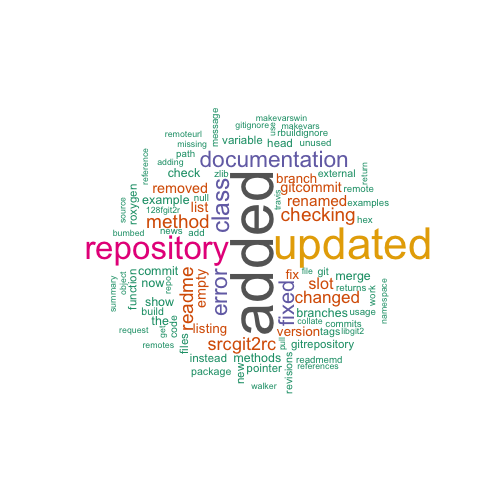 makevarswin
gitignore
use
makevars
rbuildignore
message
remoteurl
missing
variable
head
unused
path
adding
documentation
reference
check
zlib
branch
external
return
removed
null
class
added
travis
gitcommit
remote
source
roxygen
example
list
renamed
examples
128fgit2r
method
checking
hex
bumbed
news
add
repository
updated
commit
error
fix
file
git
merge
summary
object
function
now
repo
readme
empty
slot
returns
work
namespace
show
fixed
changed
build
the
branches
usage
request
get
code
listing
version
collate
commits
tags
libgit2
remotes
files
srcgit2rc
pull
gitrepository
instead
methods
readmemd
package
new
pointer
revisions
references
walker